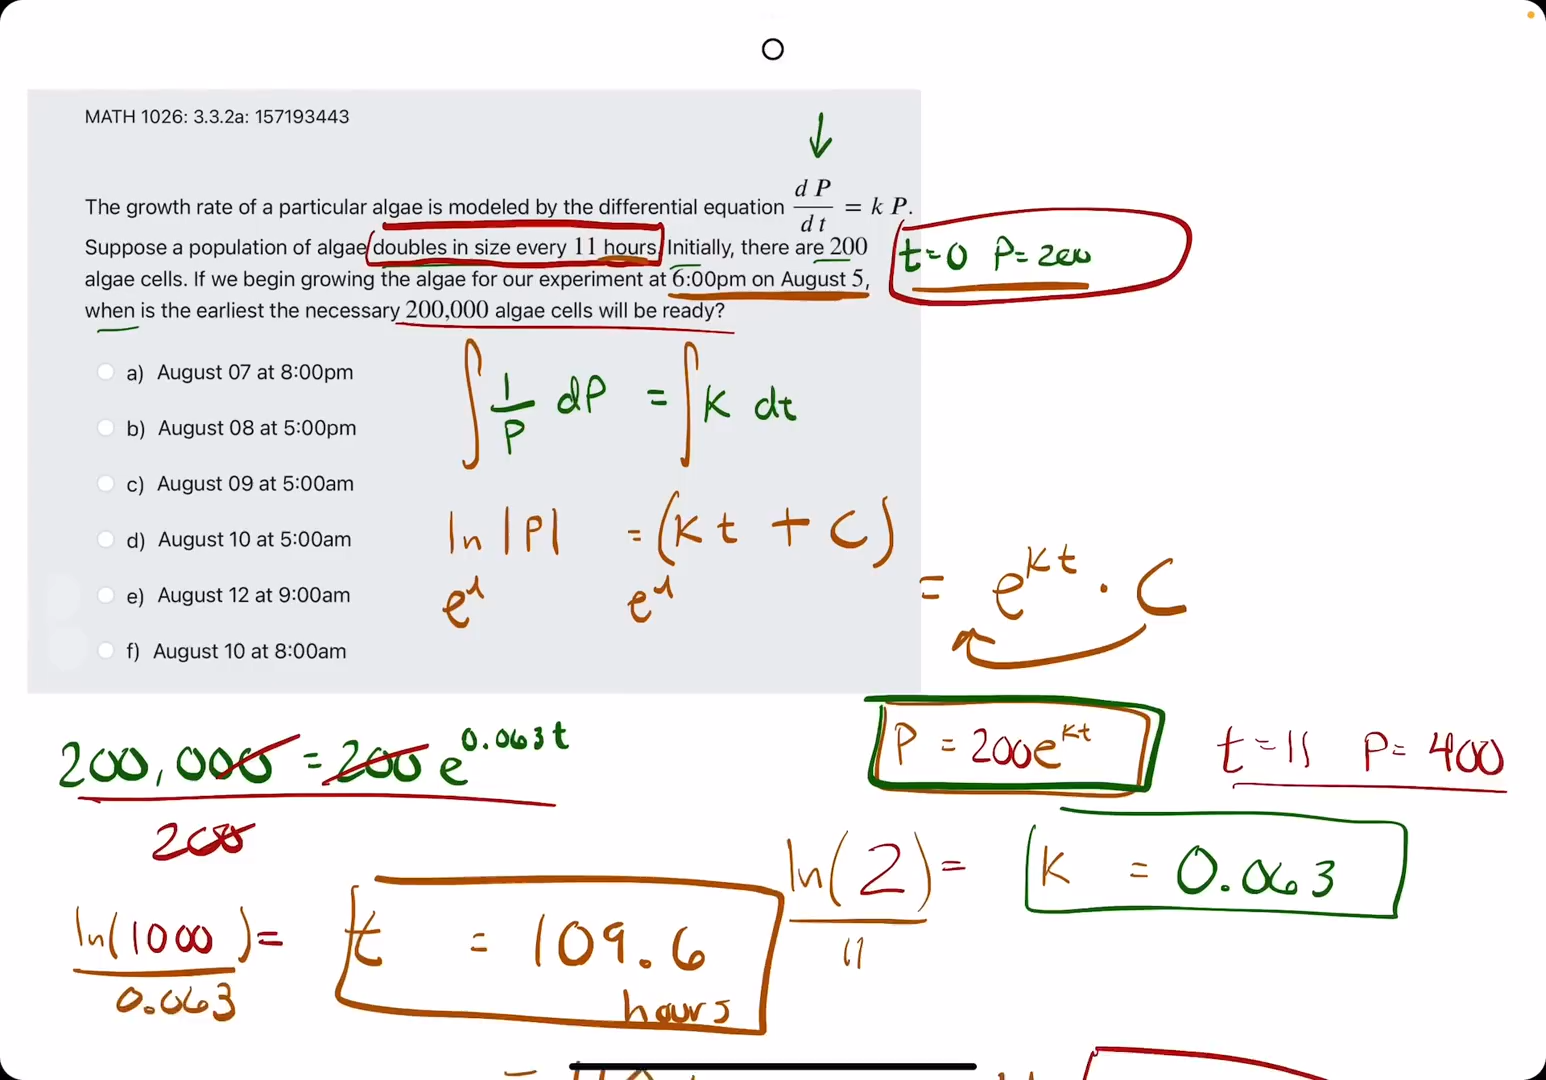 MATH 1026: 3.3.2a: 157193443
The growth rate of a particular algae is modeled by the differential equation dP/dt = k P.
Suppose a population of algae doubles in size every 11 hours. Initially, there are 200
algae cells. If we begin growing the algae for our experiment at 6:00pm on August 5,
when is the earliest the necessary 200,000 algae cells will be ready?
t=0 P=200
a) August 07 at 8:00pm
b) August 08 at 5:00pm
c) August 09 at 5:00am
d) August 10 at 5:00am
e) August 12 at 9:00am
f) August 10 at 8:00am
∫ 1/P dP = ∫ K dt
ln |P| = (Kt + C)
e^ e^ = e^Kt · C
P = 200e^Kt t=11 P=400
200,000 = 200 e^0.063t
200
ln(2)/11 = K = 0.063
ln(1000)/0.063 = t = 109.6
hours